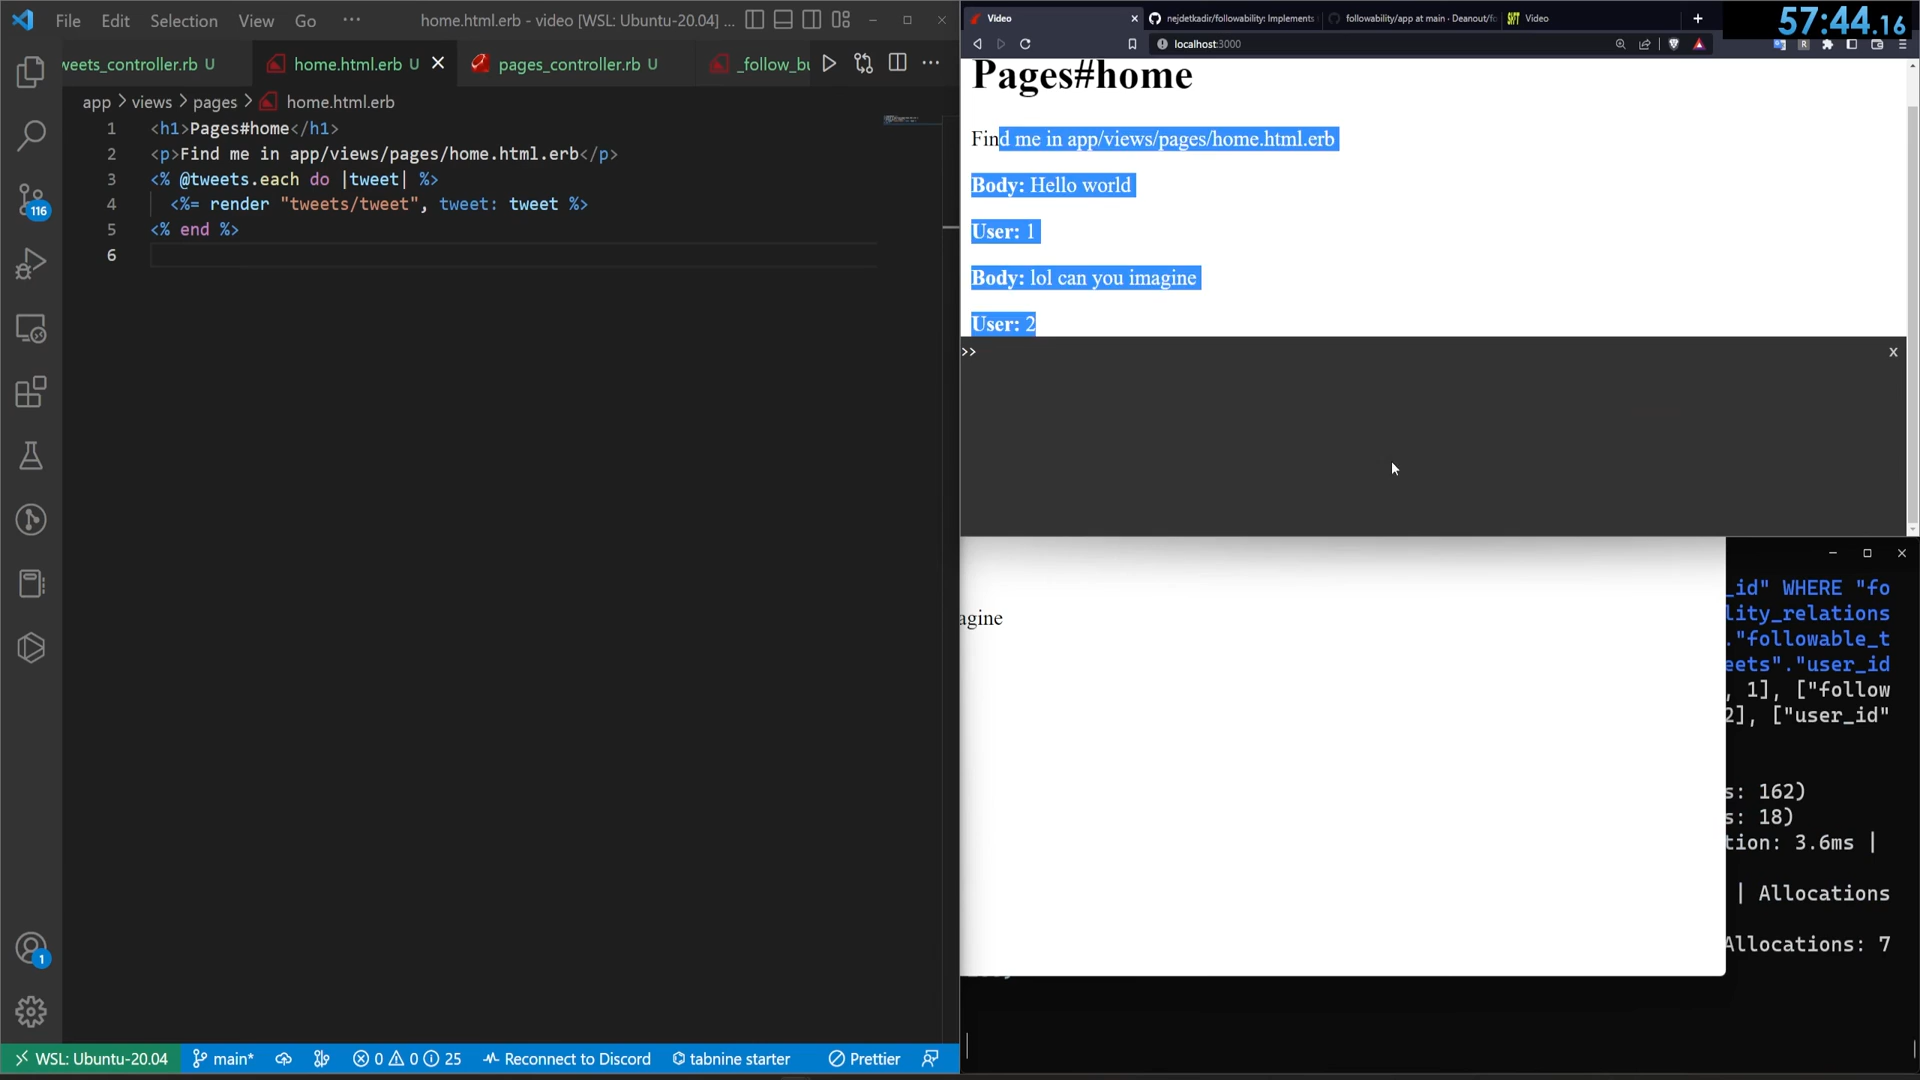 File Edit Selection View Go ··· home.html.erb - video [WSL: Ubuntu-20.04] ...
weets_controller.rb U home.html.erb U pages_controller.rb U _follow_bu
app > views > pages > home.html.erb
1 <h1>Pages#home</h1>
2 <p>Find me in app/views/pages/home.html.erb</p>
3 <% @tweets.each do |tweet| %>
4 <%= render "tweets/tweet", tweet: tweet %>
5 <% end %>
6
116
1
WSL: Ubuntu-20.04 main* 0 0 25 Reconnect to Discord tabnine starter Prettier
Video nejdetkadir/followability: Implements followability/app at main · Deanout/fo Video
57:44.16
localhost:3000
Pages#home
Find me in app/views/pages/home.html.erb
Body: Hello world
User: 1
Body: lol can you imagine
User: 2
>> x
agine
_id" WHERE "fo
lity_relations
."followable_t
eets"."user_id
, 1], ["follow
2], ["user_id"
s: 162)
s: 18)
tion: 3.6ms |
| Allocations
Allocations: 7